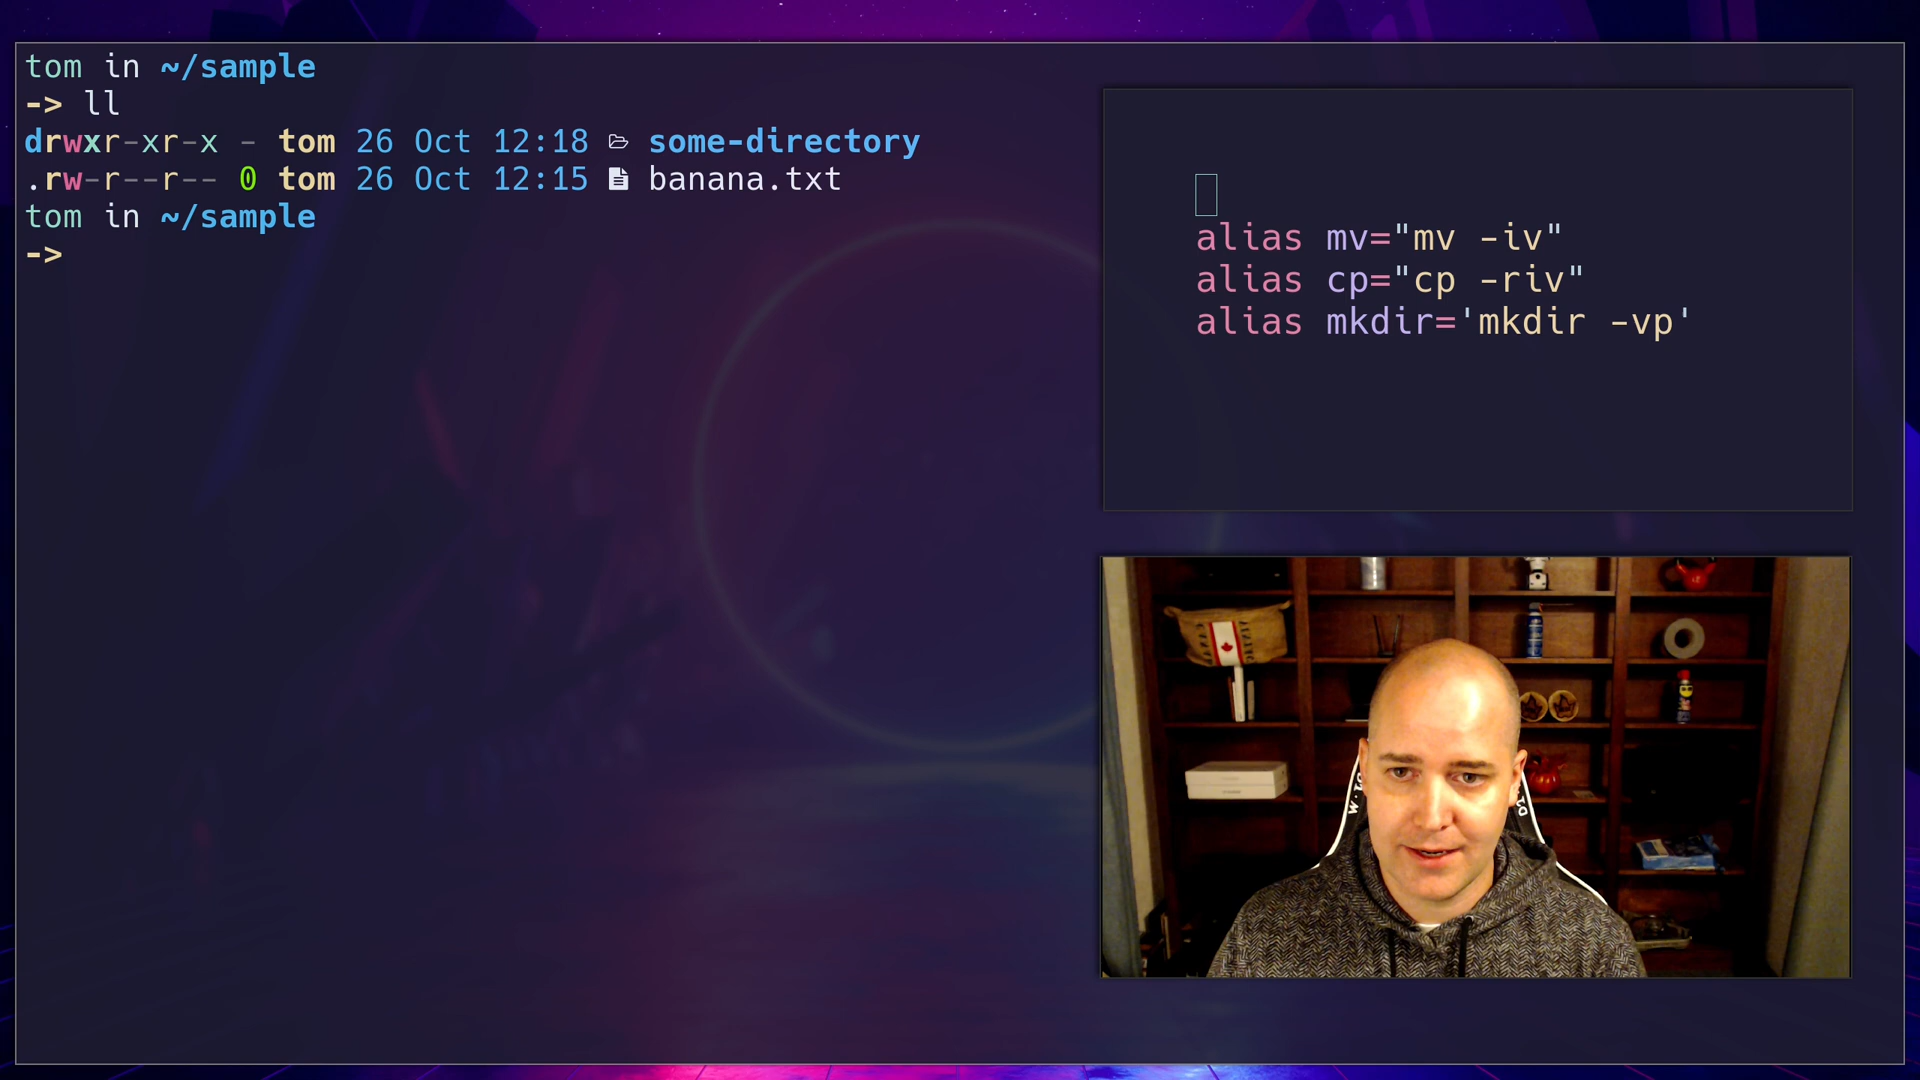 tom in ~/sample
-> ll
drwxr-xr-x - tom 26 Oct 12:18 some-directory
.rw-r--r-- 0 tom 26 Oct 12:15 banana.txt
tom in ~/sample
->
alias mv="mv -iv"
alias cp="cp -riv"
alias mkdir='mkdir -vp'